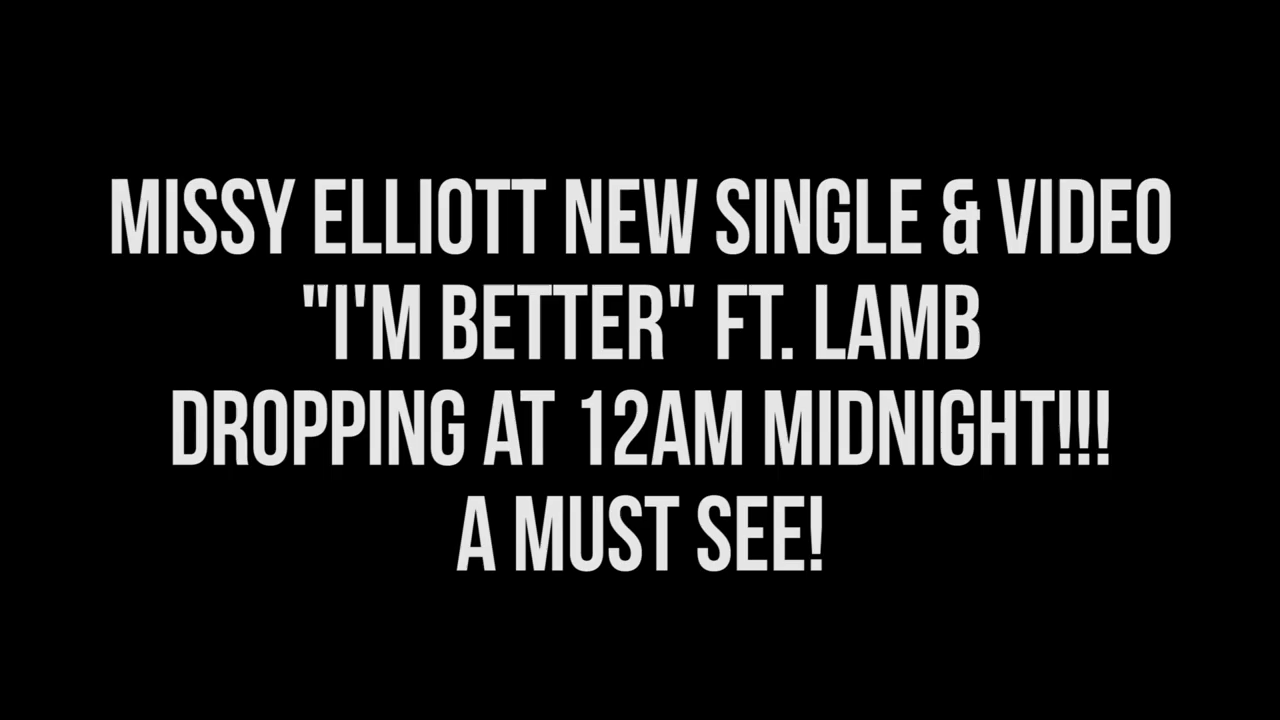 MISSY ELLIOTT NEW SINGLE & VIDEO
"I'M BETTER" FT. LAMB
DROPPING AT 12AM MIDNIGHT!!!
A MUST SEE!